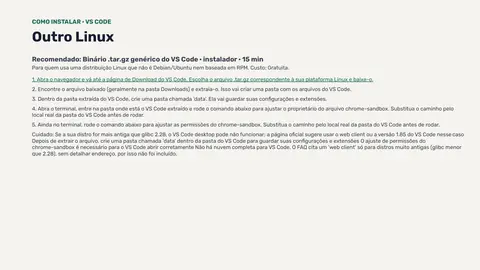 COMO INSTALAR • VS CODE
Outro Linux
Recomendado: Binário .tar.gz genérico do VS Code • instalador • 15 min
Para quem usa uma distribuição Linux que não é Debian/Ubuntu nem baseada em RPM. Custo: Gratuita.
1. Abra o navegador e vá até a página de Download do VS Code. Escolha o arquivo .tar.gz correspondente à sua plataforma Linux e baixe-o.
2. Encontre o arquivo baixado (geralmente na pasta Downloads) e extraia-o. Isso vai criar uma pasta com os arquivos do VS Code.
3. Dentro da pasta extraída do VS Code, crie uma pasta chamada 'data'. Ela vai guardar suas configurações e extensões.
4. Abra o terminal, entre na pasta onde está o VS Code extraído e rode o comando abaixo para ajustar o proprietário do arquivo chrome-sandbox. Substitua o caminho pelo
local real da pasta do VS Code antes de rodar.
5. Ainda no terminal, rode o comando abaixo para ajustar as permissões do chrome-sandbox. Substitua o caminho pelo local real da pasta do VS Code antes de rodar.
Cuidado: Se a sua distro for mais antiga que glibc 2.28, o VS Code desktop pode não funcionar; a página oficial sugere usar o web client ou a versão 1.85 do VS Code nesse caso
Depois de extrair o arquivo, crie uma pasta chamada 'data' dentro da pasta do VS Code para guardar suas configurações e extensões O ajuste de permissões do
chrome-sandbox é necessário para o VS Code abrir corretamente Não há nuvem completa para VS Code. O FAQ cita um 'web client' só para distros muito antigas (glibc menor
que 2.28), sem detalhar endereço, por isso não foi incluído.